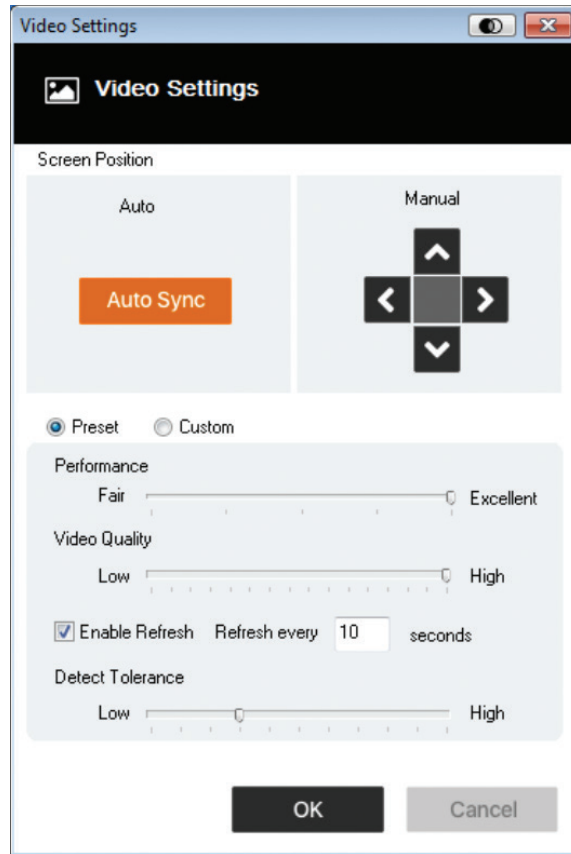 Video Settings
Video Settings
Screen Position
Auto
Manual
Auto Sync
Preset Custom
Performance
Fair Excellent
Video Quality
Low High
Enable Refresh Refresh every 10 seconds
Detect Tolerance
Low High
OK Cancel